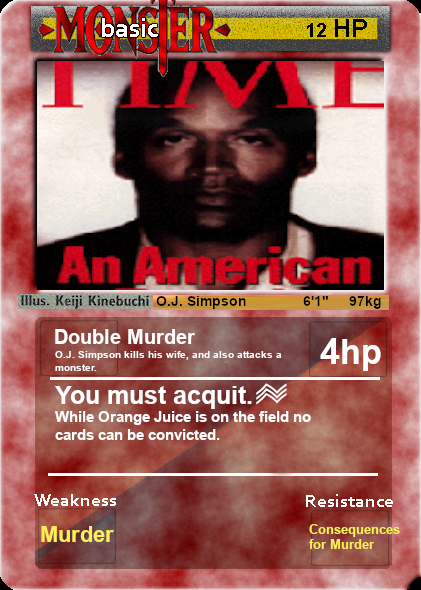 MONSTER
basic
12 HP
TIME
An American
Illus. Keiji Kinebuchi O.J. Simpson 6'1" 97kg
Double Murder
O.J. Simpson kills his wife, and also attacks a
monster.
4hp
You must acquit.
While Orange Juice is on the field no
cards can be convicted.
Weakness
Resistance
Murder
Consequences
for Murder